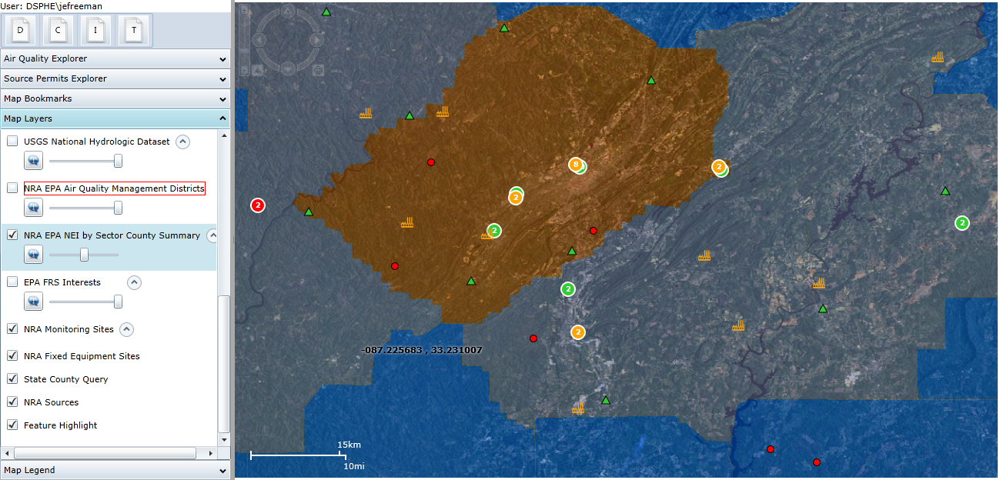 User: DSPHE\jefreeman
D C I T
Air Quality Explorer
Source Permits Explorer
Map Bookmarks
Map Layers
USGS National Hydrologic Dataset
NRA EPA Air Quality Management Districts
NRA EPA NEI by Sector County Summary
EPA FRS Interests
NRA Monitoring Sites
NRA Fixed Equipment Sites
State County Query
NRA Sources
Feature Highlight
Map Legend
8
2
2
2
2
2
2
2
-087.225683 , 33.231007
15km
10mi